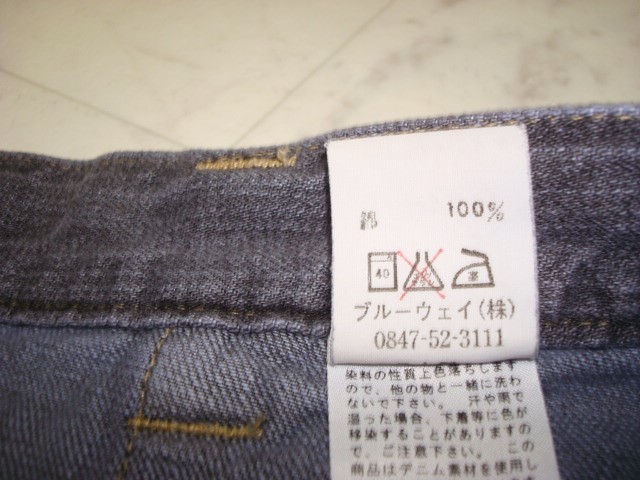 綿 100%
40
ブルーウェイ(株)
0847-52-3111
染料の性質上色落ちしますの
ので、他の物と一緒に洗わ
ないで下さい。 汗や雨で
湿った場合、下着等に色が
移染することがありますの
で、ご注意下さい。 この
商品はデニム素材を使用し